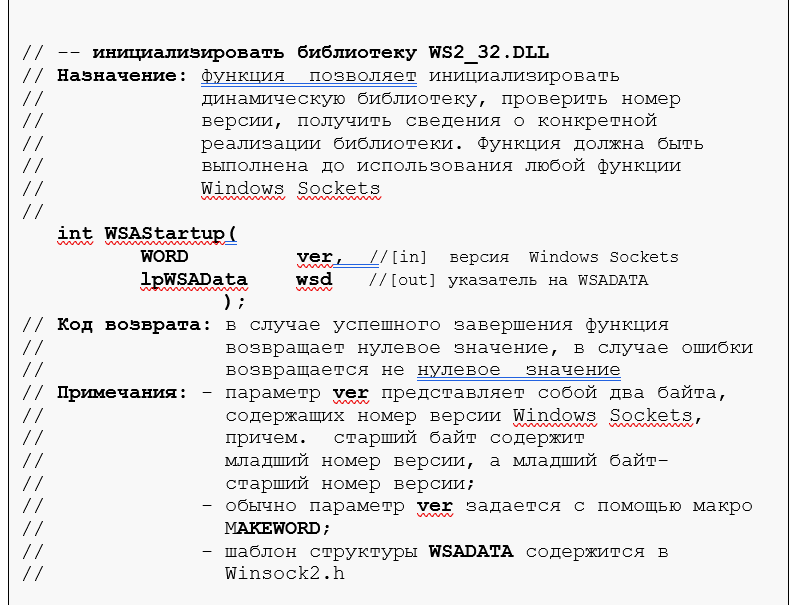 // -- инициализировать библиотеку WS2_32.DLL
// Назначение: функция  позволяет инициализировать
//             динамическую библиотеку, проверить номер
//             версии, получить сведения о конкретной
//             реализации библиотеки. Функция должна быть
//             выполнена до использования любой функции
//             Windows Sockets
//
   int WSAStartup(
          WORD         ver,  //[in]  версия  Windows Sockets
          lpWSAData    wsd   //[out] указатель на WSADATA
                 );
// Код возврата: в случае успешного завершения функция
//               возвращает нулевое значение, в случае ошибки
//               возвращается не нулевое  значение
// Примечания: - параметр ver представляет собой два байта,
//               содержащих номер версии Windows Sockets,
//               причем.  старший байт содержит
//               младший номер версии, а младший байт-
//               старший номер версии;
//             - обычно параметр ver задается с помощью макро
//               MAKEWORD;
//             - шаблон структуры WSADATA содержится в
//               Winsock2.h